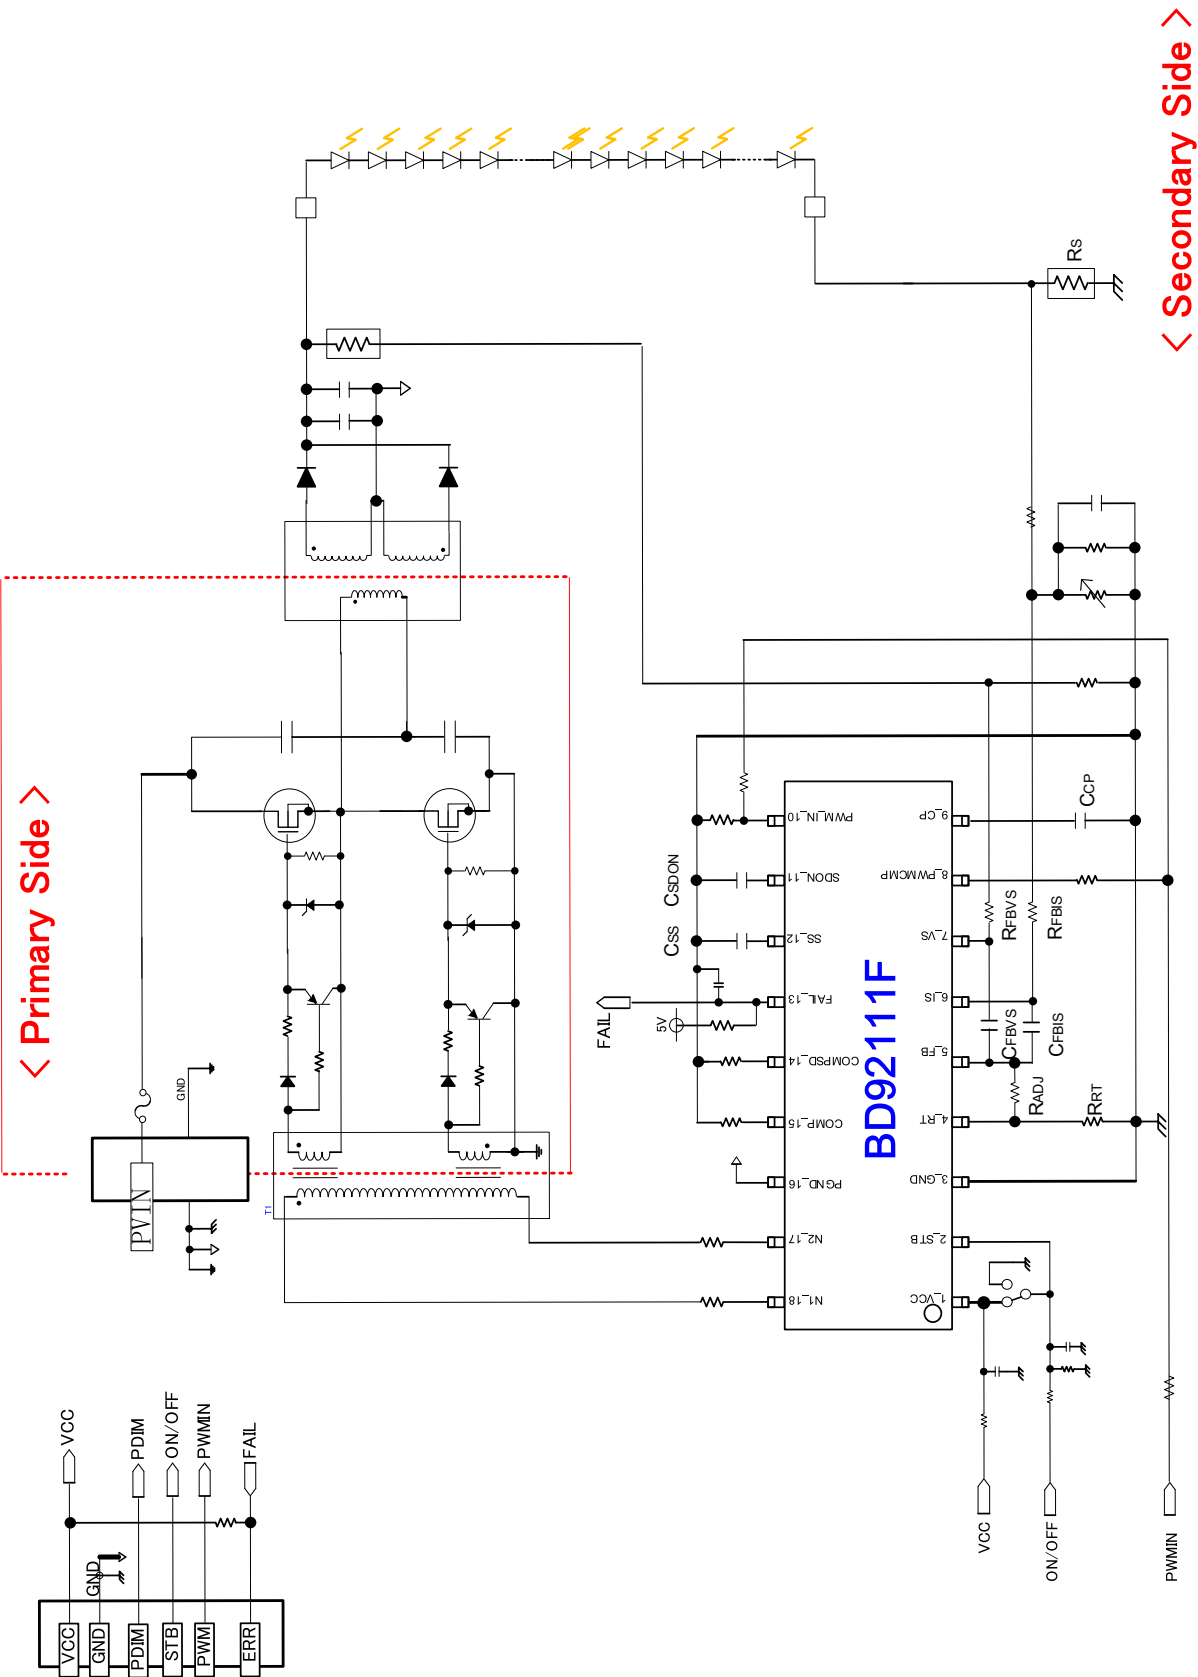 < Secondary Side >
RS
< Primary Side >
GND
PVIN
T1
CSDON
CSS
FAIL
5V
PWM_IN_10
SDON_11
SS_12
FAIL_13
COMPSD_14
COMP_15
PGND_16
N2_17
N1_18
BD92111F
9_CP
8_PWMCMP
7_VS
6_IS
5_FB
4_RT
3_GND
2_STB
1_VCC
CCP
RFBVS
RFBIS
CFBVS
CFBIS
RADJ
RRT
VCC
ON/OFF
PWMIN
VCC
PDIM
ON/OFF
PWMIN
FAIL
GND
VCC
GND
PDIM
STB
PWM
ERR